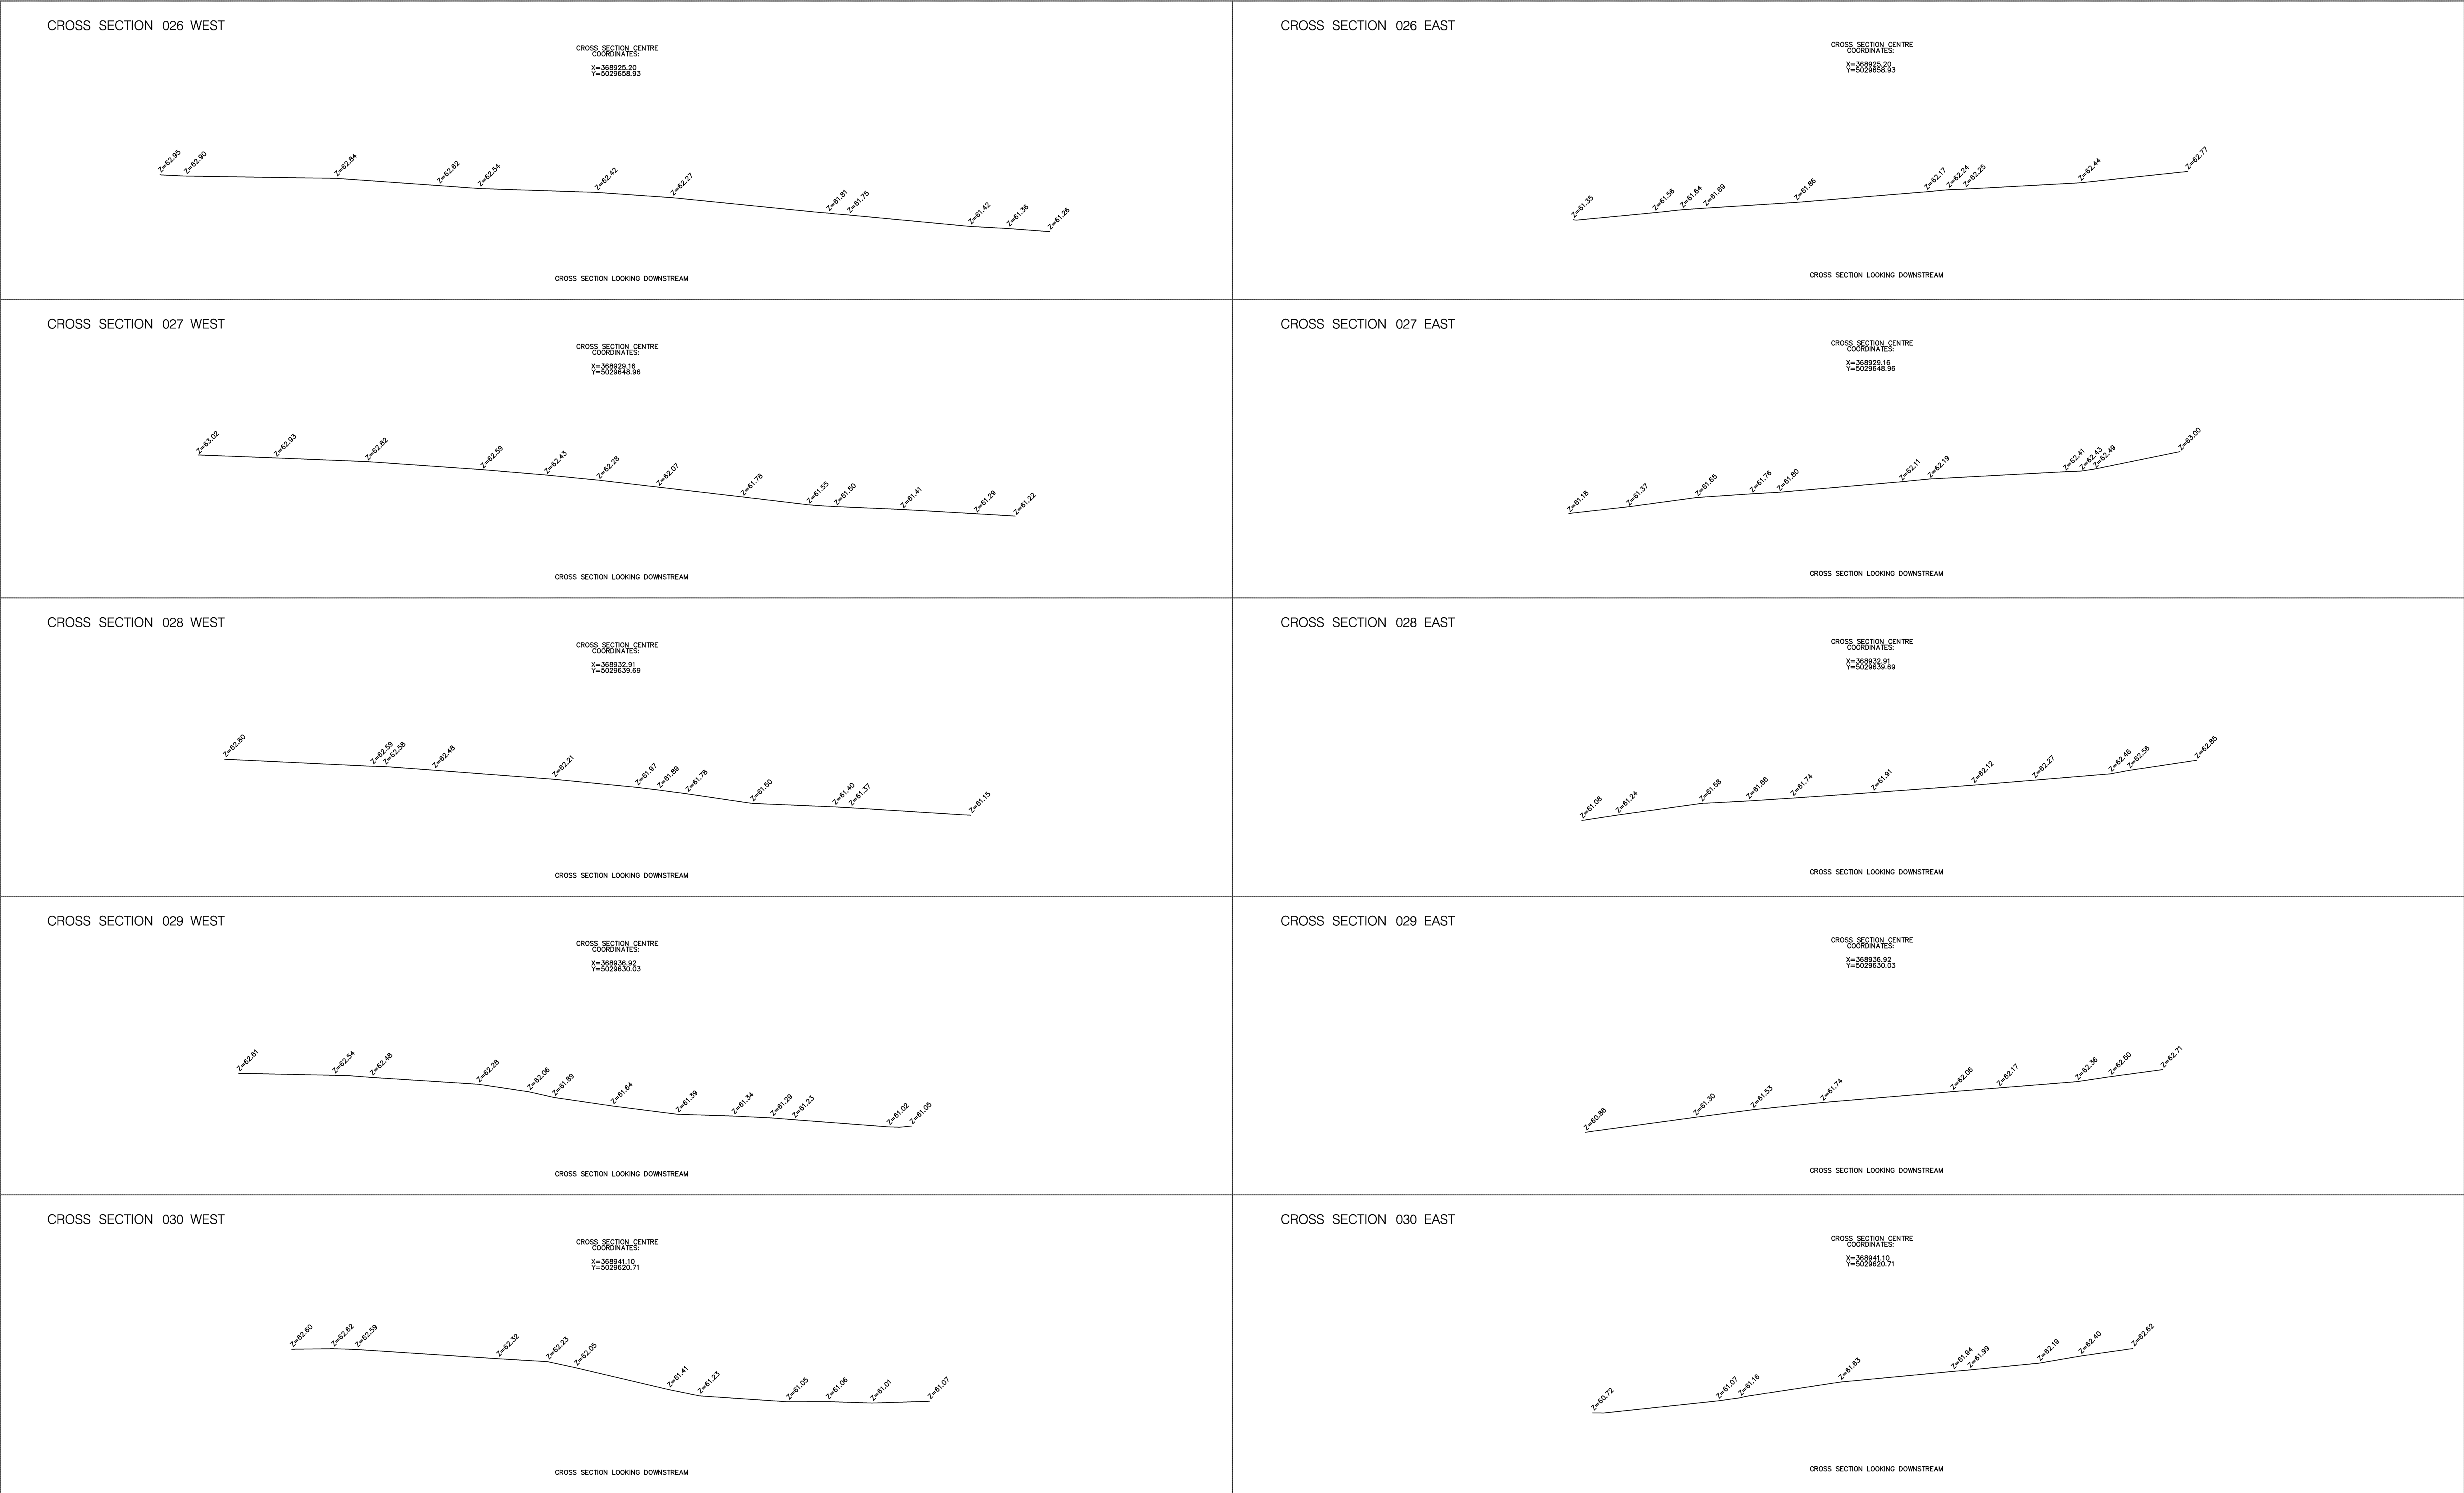 CROSS SECTION 026 WEST
CROSS SECTION CENTRE
COORDINATES:
X=368925.20
Y=5029658.93
Z=62.95
Z=62.90
Z=62.84
Z=62.62
Z=62.54
Z=62.42
Z=62.27
Z=61.81
Z=61.75
Z=61.42
Z=61.36
Z=61.26
CROSS SECTION LOOKING DOWNSTREAM
CROSS SECTION 026 EAST
CROSS SECTION CENTRE
COORDINATES:
X=368925.20
Y=5029658.93
Z=61.35
Z=61.56
Z=61.64
Z=61.69
Z=61.86
Z=62.17
Z=62.24
Z=62.25
Z=62.44
Z=62.77
CROSS SECTION LOOKING DOWNSTREAM
CROSS SECTION 027 WEST
CROSS SECTION CENTRE
COORDINATES:
X=368929.16
Y=5029648.96
Z=63.02
Z=62.93
Z=62.82
Z=62.59
Z=62.43
Z=62.28
Z=62.07
Z=61.78
Z=61.55
Z=61.50
Z=61.41
Z=61.29
Z=61.22
CROSS SECTION LOOKING DOWNSTREAM
CROSS SECTION 027 EAST
CROSS SECTION CENTRE
COORDINATES:
X=368929.16
Y=5029648.96
Z=61.18
Z=61.37
Z=61.65
Z=61.76
Z=61.80
Z=62.11
Z=62.19
Z=62.41
Z=62.43
Z=62.49
Z=63.00
CROSS SECTION LOOKING DOWNSTREAM
CROSS SECTION 028 WEST
CROSS SECTION CENTRE
COORDINATES:
X=368932.91
Y=5029639.69
Z=62.80
Z=62.59
Z=62.58
Z=62.48
Z=62.21
Z=61.97
Z=61.89
Z=61.78
Z=61.50
Z=61.40
Z=61.37
Z=61.15
CROSS SECTION LOOKING DOWNSTREAM
CROSS SECTION 028 EAST
CROSS SECTION CENTRE
COORDINATES:
X=368932.91
Y=5029639.69
Z=61.08
Z=61.24
Z=61.58
Z=61.66
Z=61.74
Z=61.91
Z=62.12
Z=62.27
Z=62.46
Z=62.56
Z=62.85
CROSS SECTION LOOKING DOWNSTREAM
CROSS SECTION 029 WEST
CROSS SECTION CENTRE
COORDINATES:
X=368936.92
Y=5029630.03
Z=62.61
Z=62.54
Z=62.48
Z=62.28
Z=62.06
Z=61.89
Z=61.64
Z=61.39
Z=61.34
Z=61.29
Z=61.23
Z=61.02
Z=61.05
CROSS SECTION LOOKING DOWNSTREAM
CROSS SECTION 029 EAST
CROSS SECTION CENTRE
COORDINATES:
X=368936.92
Y=5029630.03
Z=60.86
Z=61.30
Z=61.53
Z=61.74
Z=62.06
Z=62.17
Z=62.36
Z=62.50
Z=62.71
CROSS SECTION LOOKING DOWNSTREAM
CROSS SECTION 030 WEST
CROSS SECTION CENTRE
COORDINATES:
X=368941.10
Y=5029620.71
Z=62.60
Z=62.62
Z=62.59
Z=62.32
Z=62.23
Z=62.05
Z=61.41
Z=61.23
Z=61.05
Z=61.06
Z=61.01
Z=61.07
CROSS SECTION LOOKING DOWNSTREAM
CROSS SECTION 030 EAST
CROSS SECTION CENTRE
COORDINATES:
X=368941.10
Y=5029620.71
Z=60.72
Z=61.07
Z=61.16
Z=61.63
Z=61.94
Z=61.99
Z=62.19
Z=62.40
Z=62.62
CROSS SECTION LOOKING DOWNSTREAM